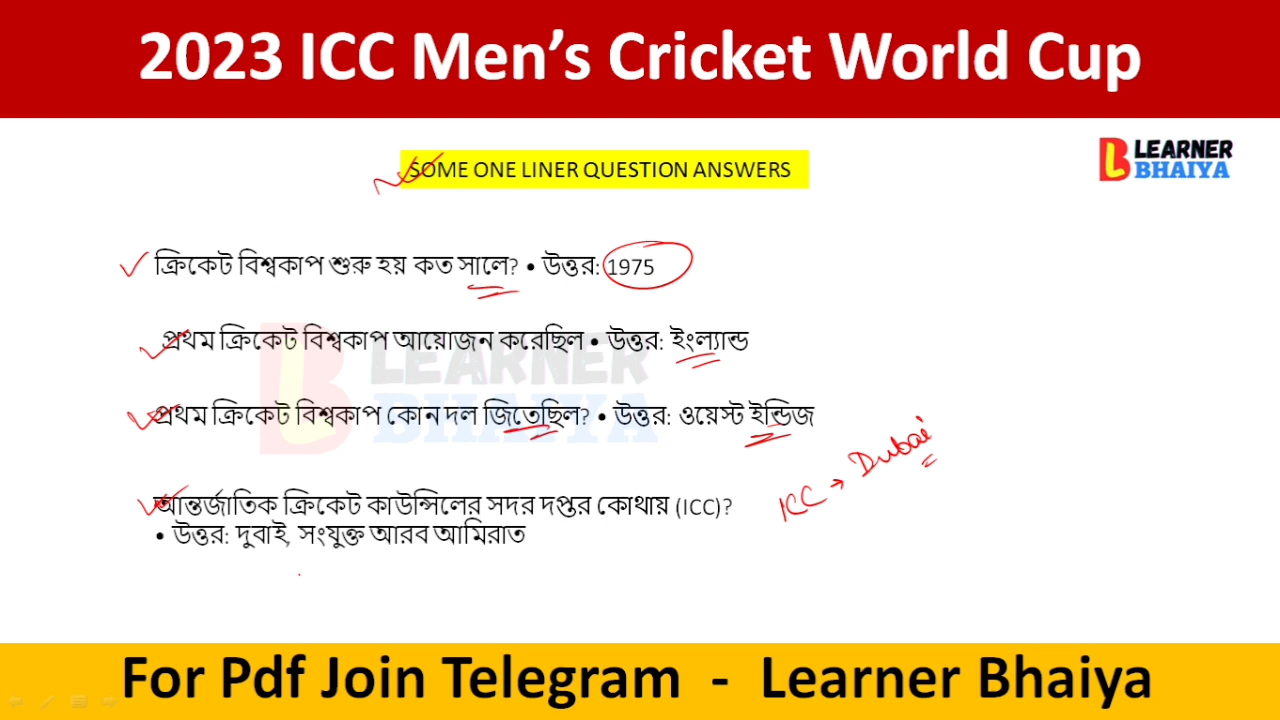 2023 ICC Men's Cricket World Cup
SOME ONE LINER QUESTION ANSWERS
LEARNER
BHAIYA
ক্রিকেট বিশ্বকাপ শুরু হয় কত সালে? • উত্তর: 1975
প্রথম ক্রিকেট বিশ্বকাপ আয়োজন করেছিল • উত্তর: ইংল্যান্ড
LEARNER
BHAIYA
প্রথম ক্রিকেট বিশ্বকাপ কোন দল জিতেছিল? • উত্তর: ওয়েস্ট ইন্ডিজ
ICC → Dubai
আন্তর্জাতিক ক্রিকেট কাউন্সিলের সদর দপ্তর কোথায় (ICC)?
• উত্তর: দুবাই, সংযুক্ত আরব আমিরাত
For Pdf Join Telegram - Learner Bhaiya